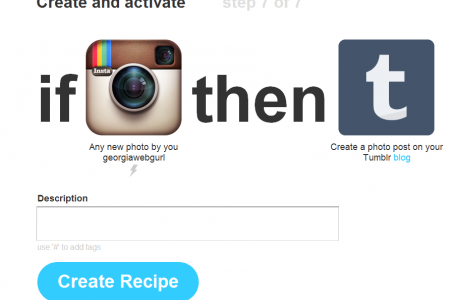 Create and activate step 7 of 7
if Insta then t
Any new photo by you
georgiawebgurl
Create a photo post on your
Tumblr blog
Description
use '#' to add tags
Create Recipe